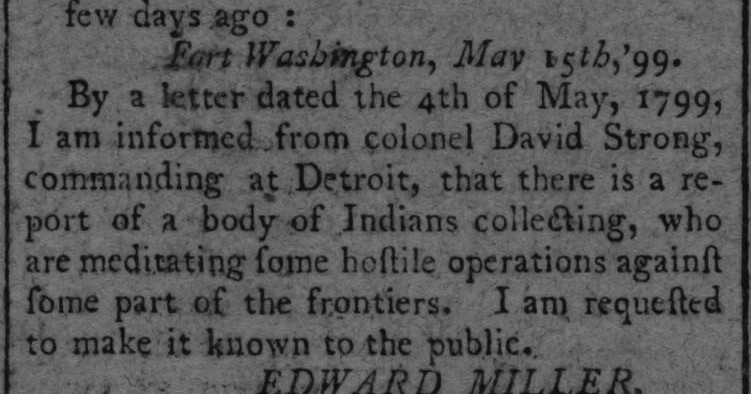 few days ago :
Fort Washington, May 15th,'99.
By a letter dated the 4th of May, 1799,
I am informed from colonel David Strong,
commanding at Detroit, that there is a re-
port of a body of Indians collecting, who
are meditating ſome hoſtile operations againſt
ſome part of the frontiers. I am requeſted
to make it known to the public.
EDWARD MILLER,